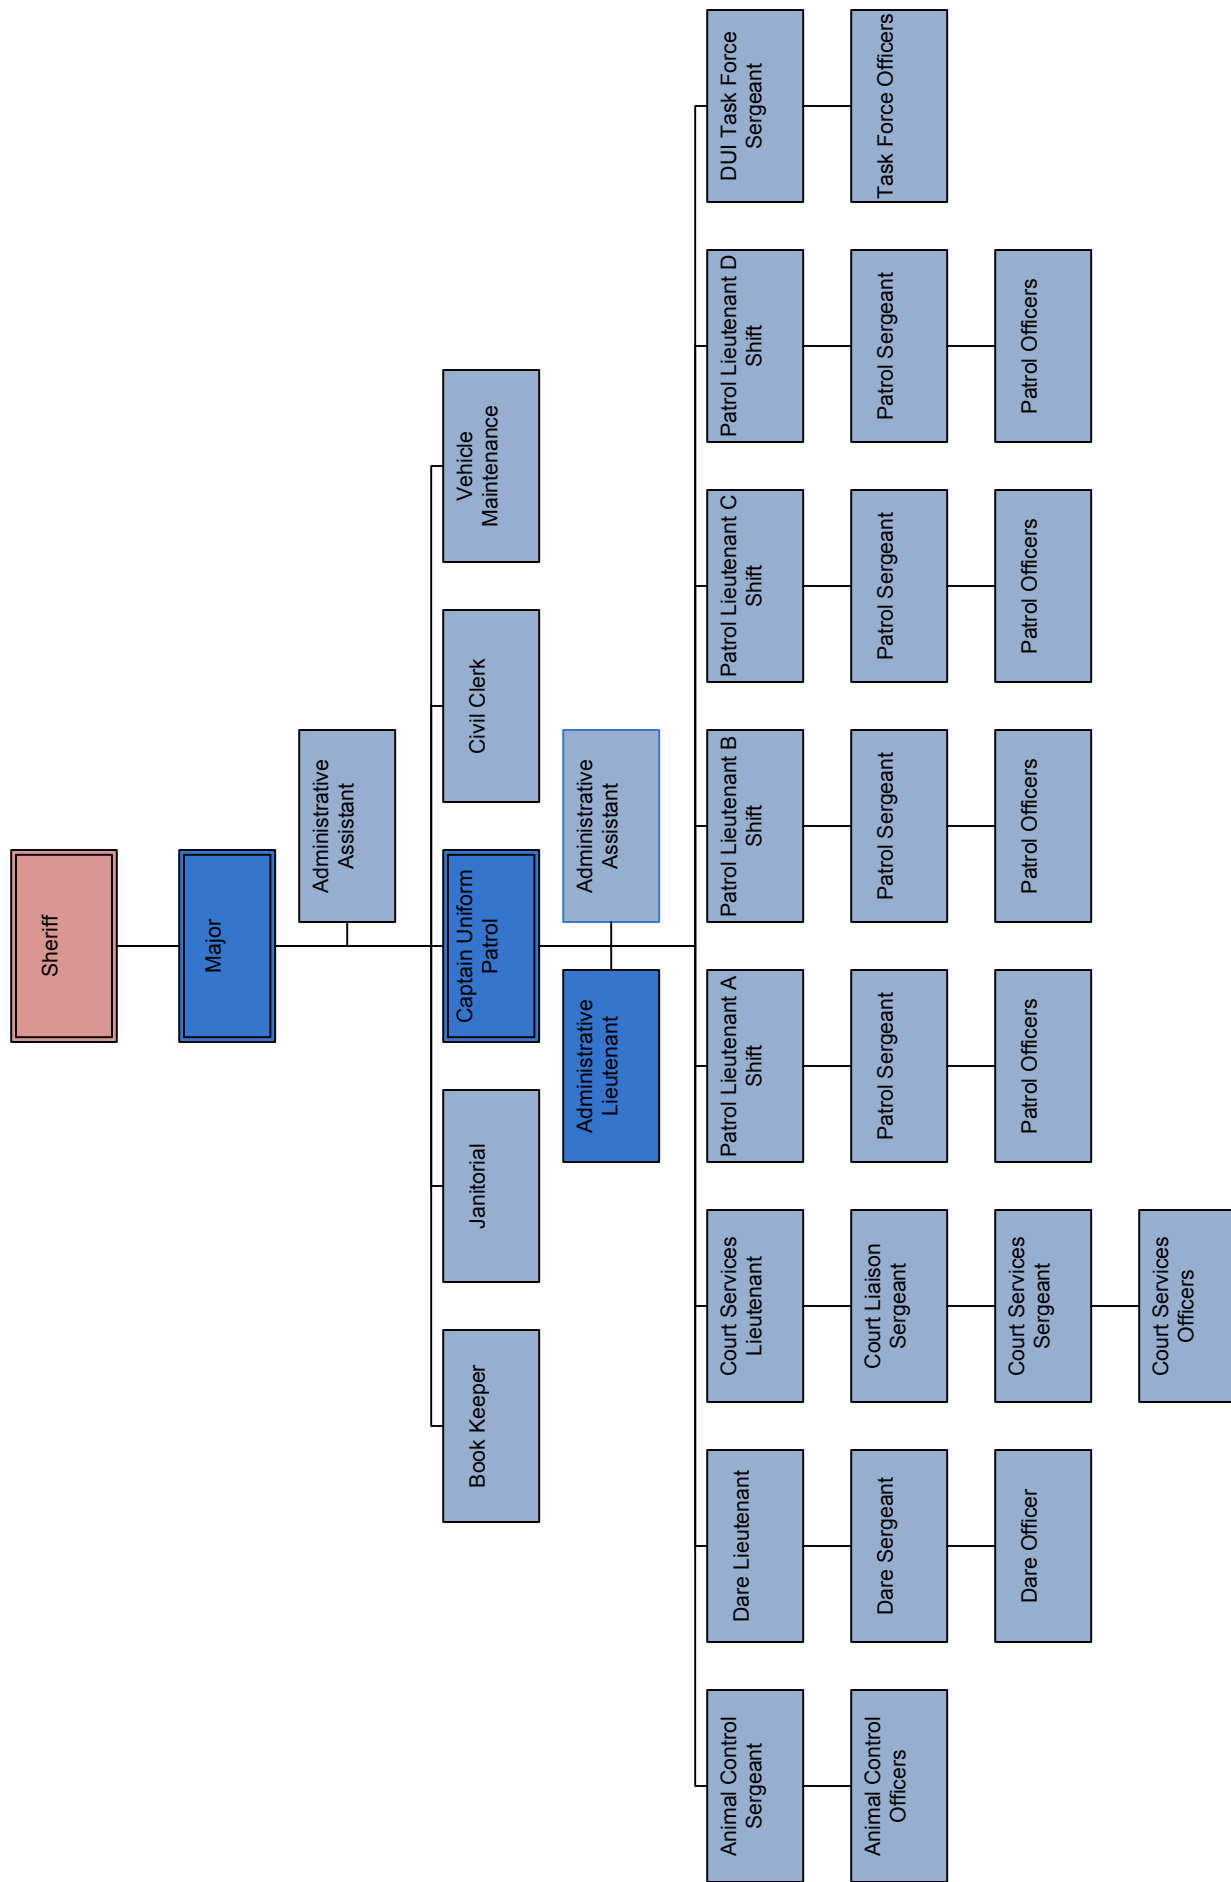 Sheriff
Major
Administrative
Assistant
Book Keeper
Janitorial
Captain Uniform
Patrol
Civil Clerk
Vehicle
Maintenance
Administrative
Lieutenant
Administrative
Assistant
Animal Control
Sergeant
Dare Lieutenant
Court Services
Lieutenant
Patrol Lieutenant A
Shift
Patrol Lieutenant B
Shift
Patrol Lieutenant C
Shift
Patrol Lieutenant D
Shift
DUI Task Force
Sergeant
Animal Control
Officers
Dare Sergeant
Court Liaison
Sergeant
Patrol Sergeant
Patrol Sergeant
Patrol Sergeant
Patrol Sergeant
Task Force Officers
Dare Officer
Court Services
Sergeant
Patrol Officers
Patrol Officers
Patrol Officers
Patrol Officers
Court Services
Officers